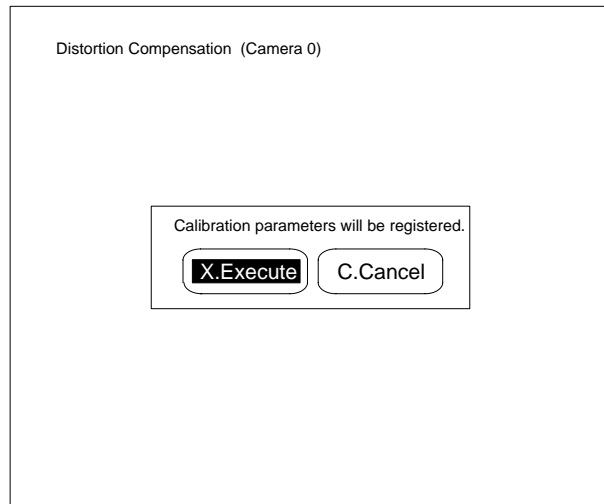 Distortion Compensation  (Camera 0)
Calibration parameters will be registered.
X.Execute C.Cancel